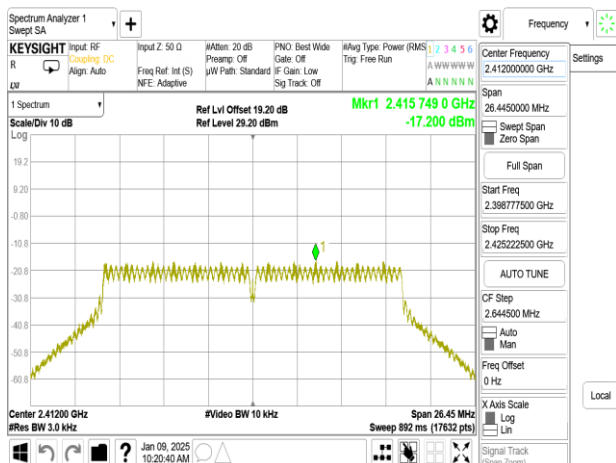 Spectrum Analyzer 1
Swept SA
+
Frequency
KEYSIGHT
R
LXI
Input: RF
Coupling: DC
Align: Auto
Input Z: 50 Ω
Freq Ref: Int (S)
NFE: Adaptive
#Atten: 20 dB
Preamp: Off
µW Path: Standard
PNO: Best Wide
Gate: Off
IF Gain: Low
Sig Track: Off
#Avg Type: Power (RMS)
Trig: Free Run
1 2 3 4 5 6
A W W W W W
A N N N N N
1 Spectrum
Scale/Div 10 dB
Log
Ref Lvl Offset 19.20 dB
Ref Level 29.20 dBm
Mkr1 2.415 749 0 GHz
-17.200 dBm
19.2
9.20
-0.80
-10.8
-20.8
-30.8
-40.8
-50.8
-60.8
1
Center 2.41200 GHz
#Res BW 3.0 kHz
#Video BW 10 kHz
Span 26.45 MHz
Sweep 892 ms (17632 pts)
Jan 09, 2025
10:20:40 AM
?
Center Frequency
2.412000000 GHz
Span
26.4450000 MHz
Swept Span
Zero Span
Full Span
Start Freq
2.398777500 GHz
Stop Freq
2.425222500 GHz
AUTO TUNE
CF Step
2.644500 MHz
Auto
Man
Freq Offset
0 Hz
X Axis Scale
Log
Lin
Signal Track
(Span Zoom)
Settings
Local